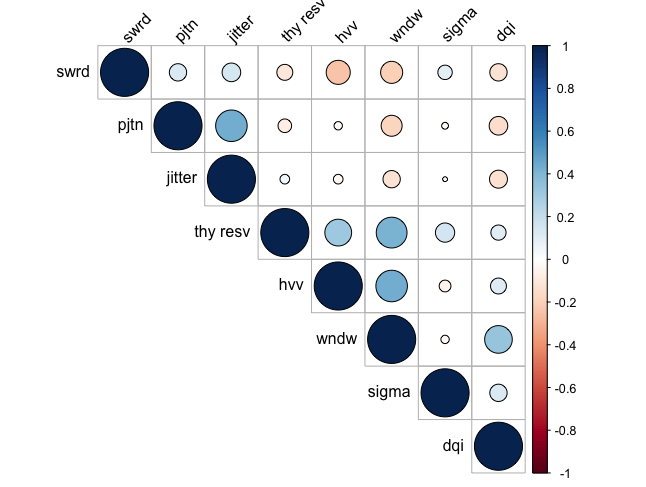 swrd pjtn jitter thy resv hvv wndw sigma dqi
swrd
pjtn
jitter
thy resv
hvv
wndw
sigma
dqi
1
0.8
0.6
0.4
0.2
0
-0.2
-0.4
-0.6
-0.8
-1